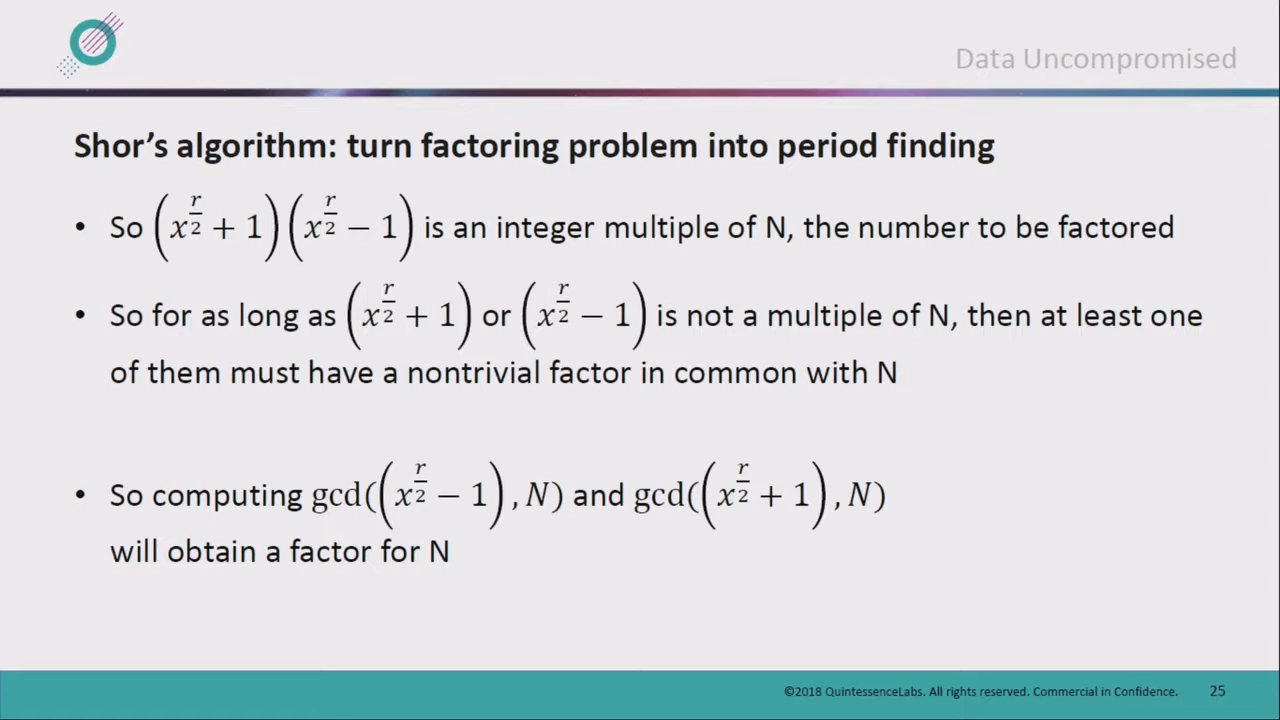 Data Uncompromised
Shor's algorithm: turn factoring problem into period finding
• So (x^{r/2} + 1)(x^{r/2} − 1) is an integer multiple of N, the number to be factored
• So for as long as (x^{r/2} + 1) or (x^{r/2} − 1) is not a multiple of N, then at least one
of them must have a nontrivial factor in common with N
• So computing gcd((x^{r/2} − 1), N) and gcd((x^{r/2} + 1), N)
will obtain a factor for N
©2018 QuintessenceLabs. All rights reserved. Commercial in Confidence. 25